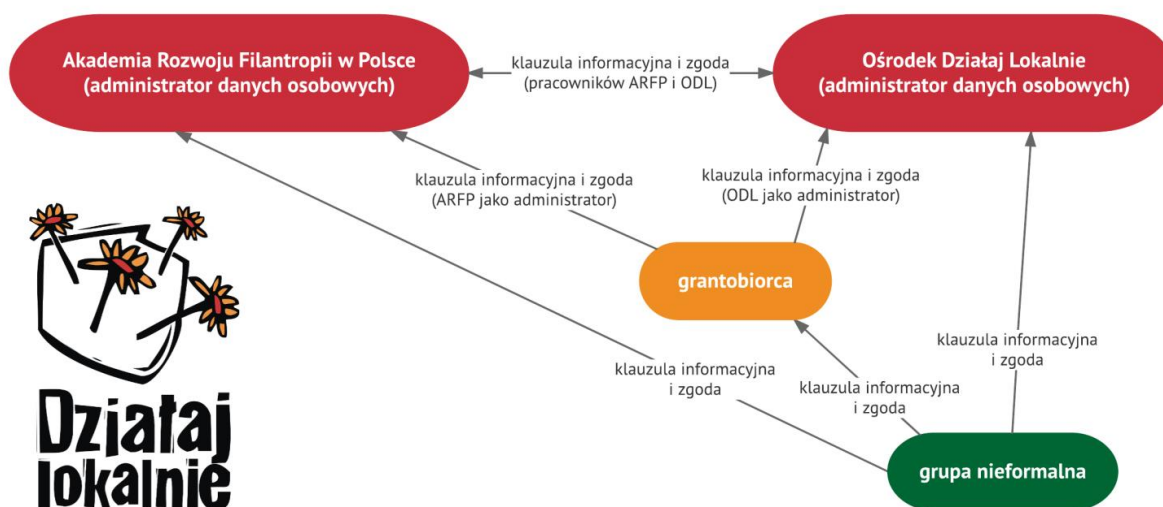 Akademia Rozwoju Filantropii w Polsce
(administrator danych osobowych)
klauzula informacyjna i zgoda
(pracowników ARFP i ODL)
Ośrodek Działaj Lokalnie
(administrator danych osobowych)
klauzula informacyjna i zgoda
(ARFP jako administrator)
klauzula informacyjna i zgoda
(ODL jako administrator)
grantobiorca
klauzula informacyjna
i zgoda
klauzula informacyjna
i zgoda
klauzula informacyjna
i zgoda
grupa nieformalna
Działaj
lokalnie